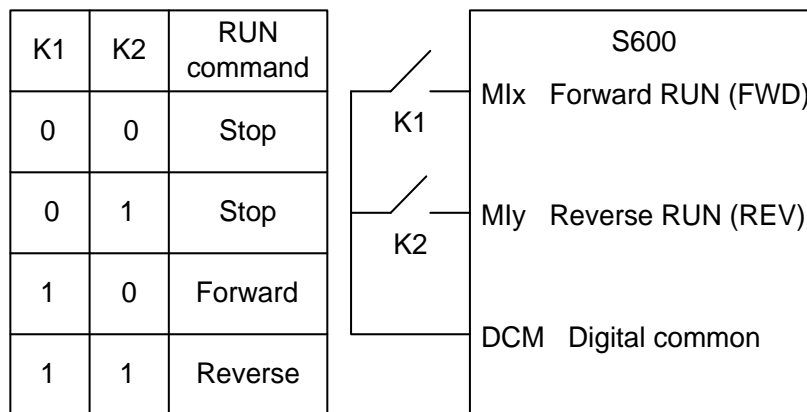 K1 K2 RUN command
0 0 Stop
0 1 Stop
1 0 Forward
1 1 Reverse
S600
K1
MIx Forward RUN (FWD)
K2
MIy Reverse RUN (REV)
DCM Digital common